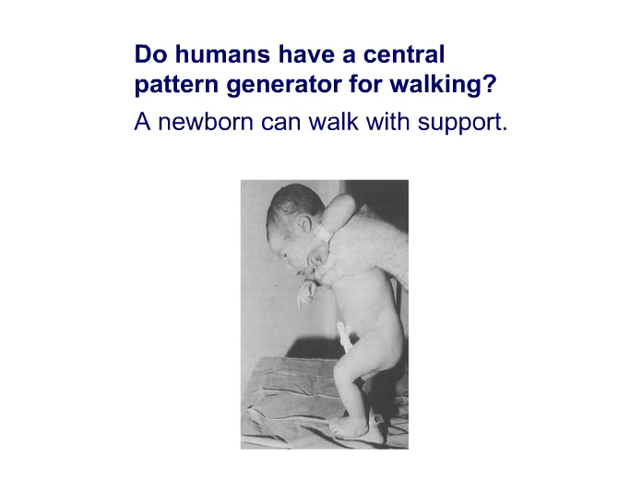 Do humans have a central
pattern generator for walking?
A newborn can walk with support.